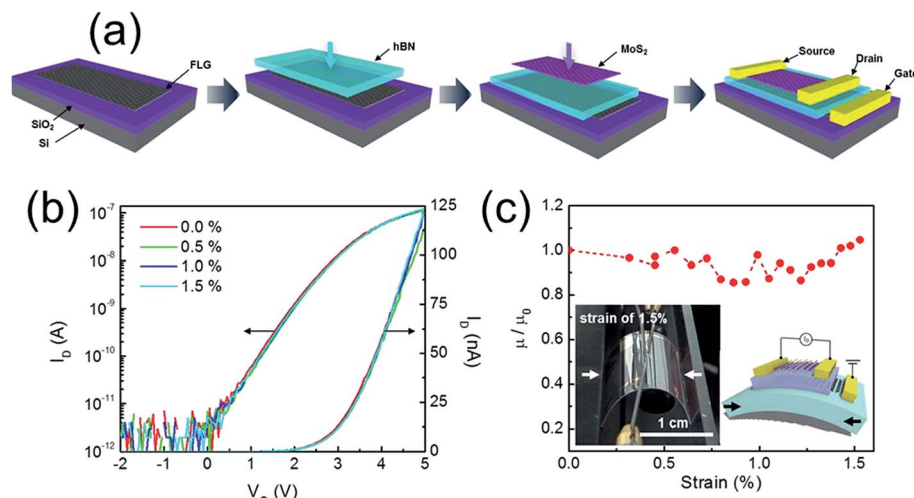 (a)
FLG
SiO2
Si
hBN
MoS2
Source
Drain
Gate
(b)
0.0 %
0.5 %
1.0 %
1.5 %
10-7
10-8
10-9
10-10
10-11
10-12
ID (A)
125
100
75
50
25
0
ID (nA)
-2 -1 0 1 2 3 4 5
(V)
(c)
1.2
1.0
0.8
0.6
0.4
0.2
μ / μ0
strain of 1.5%
1 cm
ID
0.0 0.5 1.0 1.5
Strain (%)